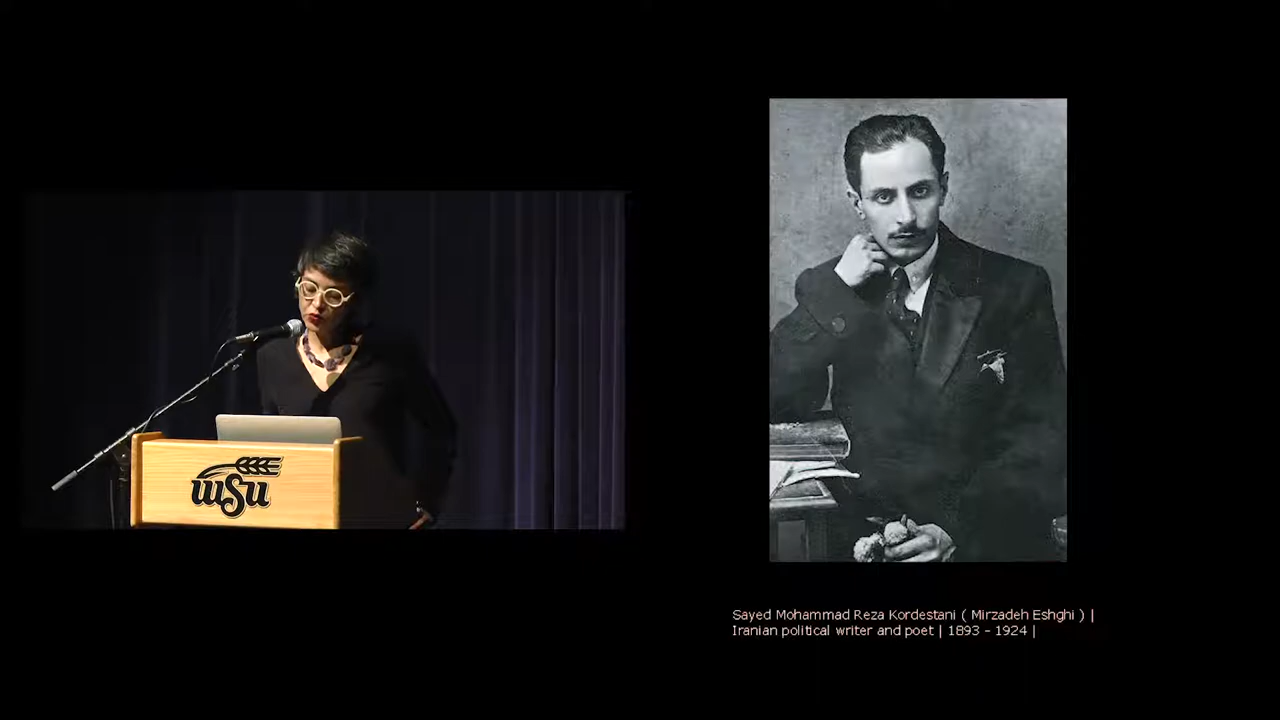 wsu
Sayed Mohammad Reza Kordestani ( Mirzadeh Eshghi ) |
Iranian political writer and poet | 1893 - 1924 |